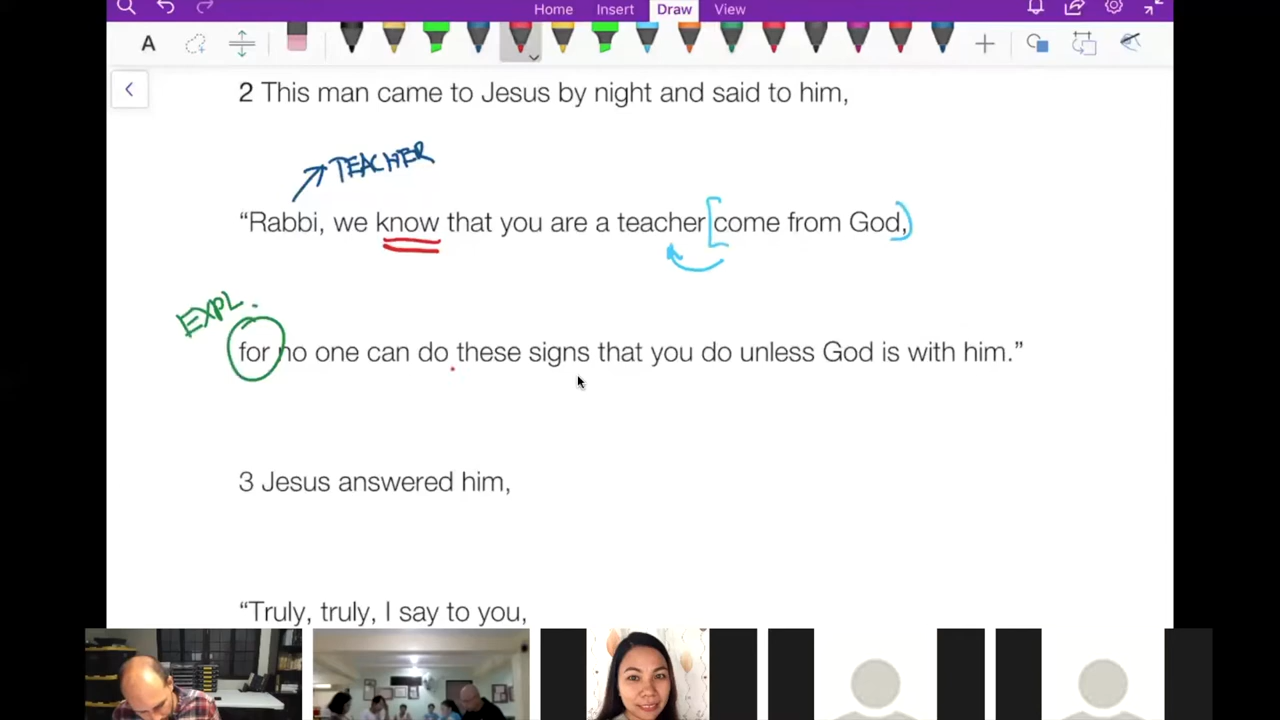 Home Insert Draw View
A
2 This man came to Jesus by night and said to him,
TEACHER
“Rabbi, we know that you are a teacher [come from God,)
EXPL.
for no one can do these signs that you do unless God is with him.”
3 Jesus answered him,
“Truly, truly, I say to you,